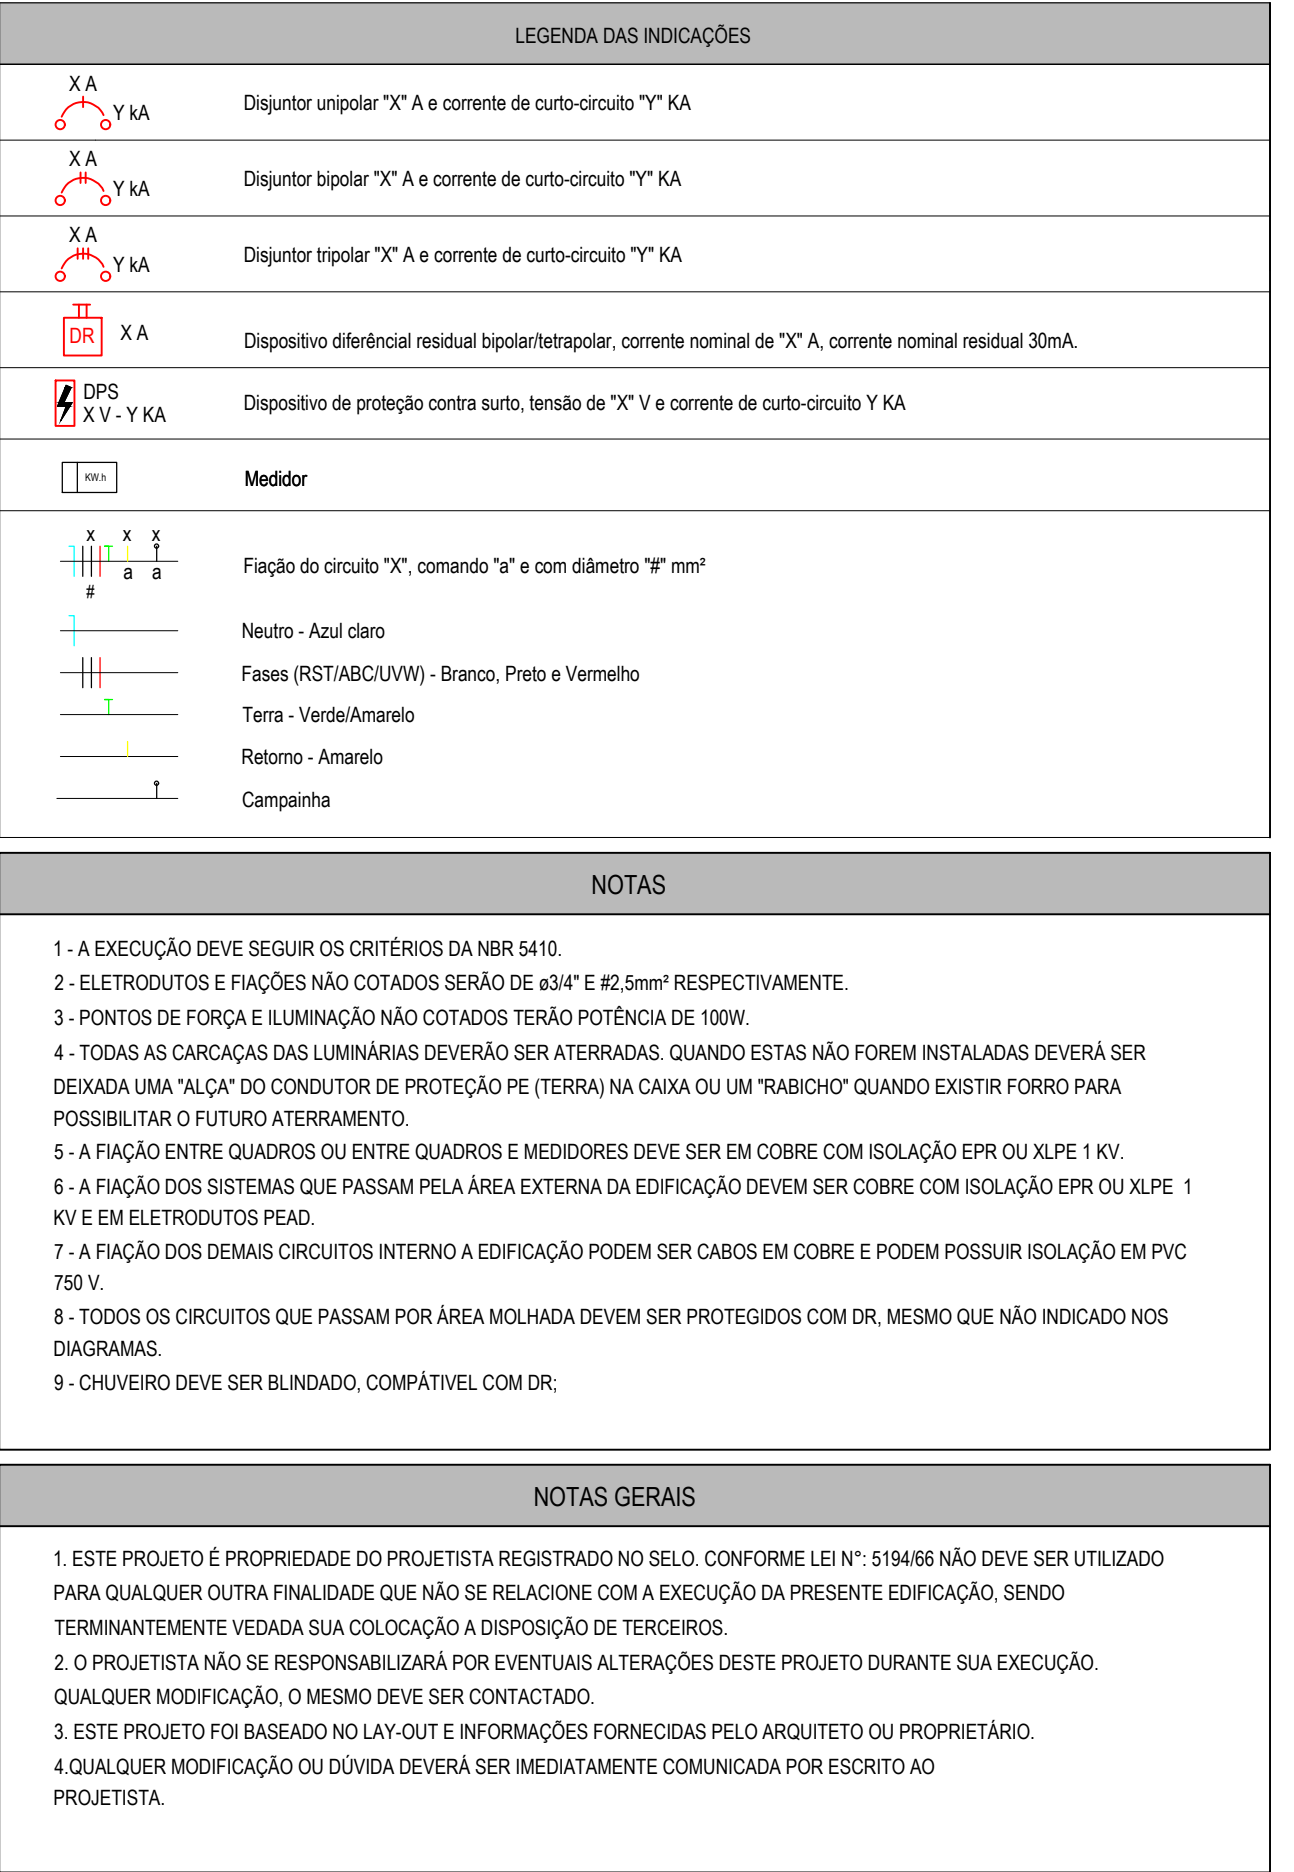 LEGENDA DAS INDICAÇÕES
X A
Y kA
Disjuntor unipolar "X" A e corrente de curto-circuito "Y" KA
X A
Y kA
Disjuntor bipolar "X" A e corrente de curto-circuito "Y" KA
X A
Y kA
Disjuntor tripolar "X" A e corrente de curto-circuito "Y" KA
DR X A
Dispositivo diferêncial residual bipolar/tetrapolar, corrente nominal de "X" A, corrente nominal residual 30mA.
DPS
X V - Y KA
Dispositivo de proteção contra surto, tensão de "X" V e corrente de curto-circuito Y KA
KW.h
Medidor
x x x
a a
#
Fiação do circuito "X", comando "a" e com diâmetro "#" mm²
Neutro - Azul claro
Fases (RST/ABC/UVW) - Branco, Preto e Vermelho
Terra - Verde/Amarelo
Retorno - Amarelo
Campainha
NOTAS
1 - A EXECUÇÃO DEVE SEGUIR OS CRITÉRIOS DA NBR 5410.
2 - ELETRODUTOS E FIAÇÕES NÃO COTADOS SERÃO DE ø3/4" E #2,5mm² RESPECTIVAMENTE.
3 - PONTOS DE FORÇA E ILUMINAÇÃO NÃO COTADOS TERÃO POTÊNCIA DE 100W.
4 - TODAS AS CARCAÇAS DAS LUMINÁRIAS DEVERÃO SER ATERRADAS. QUANDO ESTAS NÃO FOREM INSTALADAS DEVERÁ SER
DEIXADA UMA "ALÇA" DO CONDUTOR DE PROTEÇÃO PE (TERRA) NA CAIXA OU UM "RABICHO" QUANDO EXISTIR FORRO PARA
POSSIBILITAR O FUTURO ATERRAMENTO.
5 - A FIAÇÃO ENTRE QUADROS OU ENTRE QUADROS E MEDIDORES DEVE SER EM COBRE COM ISOLAÇÃO EPR OU XLPE 1 KV.
6 - A FIAÇÃO DOS SISTEMAS QUE PASSAM PELA ÁREA EXTERNA DA EDIFICAÇÃO DEVEM SER COBRE COM ISOLAÇÃO EPR OU XLPE 1
KV E EM ELETRODUTOS PEAD.
7 - A FIAÇÃO DOS DEMAIS CIRCUITOS INTERNO A EDIFICAÇÃO PODEM SER CABOS EM COBRE E PODEM POSSUIR ISOLAÇÃO EM PVC
750 V.
8 - TODOS OS CIRCUITOS QUE PASSAM POR ÁREA MOLHADA DEVEM SER PROTEGIDOS COM DR, MESMO QUE NÃO INDICADO NOS
DIAGRAMAS.
9 - CHUVEIRO DEVE SER BLINDADO, COMPÁTIVEL COM DR;
NOTAS GERAIS
1. ESTE PROJETO É PROPRIEDADE DO PROJETISTA REGISTRADO NO SELO. CONFORME LEI N°: 5194/66 NÃO DEVE SER UTILIZADO
PARA QUALQUER OUTRA FINALIDADE QUE NÃO SE RELACIONE COM A EXECUÇÃO DA PRESENTE EDIFICAÇÃO, SENDO
TERMINANTEMENTE VEDADA SUA COLOCAÇÃO A DISPOSIÇÃO DE TERCEIROS.
2. O PROJETISTA NÃO SE RESPONSABILIZARÁ POR EVENTUAIS ALTERAÇÕES DESTE PROJETO DURANTE SUA EXECUÇÃO.
QUALQUER MODIFICAÇÃO, O MESMO DEVE SER CONTACTADO.
3. ESTE PROJETO FOI BASEADO NO LAY-OUT E INFORMAÇÕES FORNECIDAS PELO ARQUITETO OU PROPRIETÁRIO.
4.QUALQUER MODIFICAÇÃO OU DÚVIDA DEVERÁ SER IMEDIATAMENTE COMUNICADA POR ESCRITO AO
PROJETISTA.